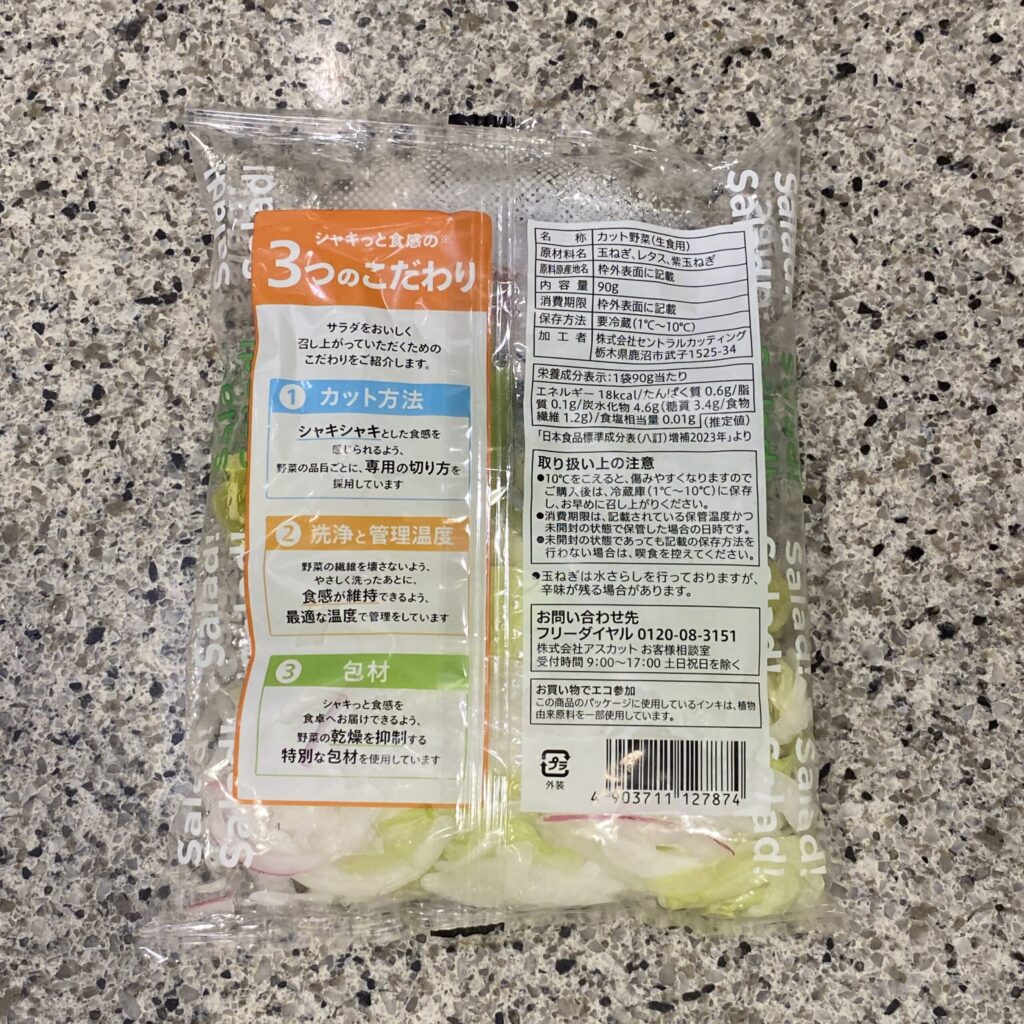 シャキっと食感の※
3つのこだわり
サラダをおいしく
召し上がっていただくための
こだわりをご紹介します。
1 カット方法
シャキシャキとした食感を
感じられるよう、
野菜の品目ごとに、専用の切り方を
採用しています
2 洗浄と管理温度
野菜の繊維を壊さないよう、
やさしく洗ったあとに、
食感が維持できるよう、
最適な温度で管理をしています
3 包材
シャキっと食感を
食卓へお届けできるよう、
野菜の乾燥を抑制する
特別な包材を使用しています
名称 カット野菜(生食用)
原材料名 玉ねぎ、レタス、紫玉ねぎ
原料原産地名 枠外表面に記載
内容量 90g
消費期限 枠外表面に記載
保存方法 要冷蔵(1℃〜10℃)
加工者 株式会社セントラルカッティング
栃木県鹿沼市武子1525-34
栄養成分表示:1袋90g当たり
エネルギー 18kcal/たんぱく質 0.6g/脂
質 0.1g/炭水化物 4.6g(糖質 3.4g/食物
繊維 1.2g)/食塩相当量 0.01g (推定値)
「日本食品標準成分表(八訂)増補2023年」より
取り扱い上の注意
●10℃をこえると、傷みやすくなりますので
ご購入後は、冷蔵庫(1℃〜10℃)に保存
し、お早めに召し上がりください。
●消費期限は、記載されている保管温度かつ
未開封の状態で保管した場合の日時です。
●未開封の状態であっても記載の保存方法を
行わない場合は、喫食を控えてください。
●玉ねぎは水さらしを行っておりますが、
辛味が残る場合があります。
お問い合わせ先
フリーダイヤル 0120-08-3151
株式会社アスカット お客様相談室
受付時間 9:00〜17:00 土日祝日を除く
お買い物でエコ参加
この商品のパッケージに使用しているインキは、植物
由来原料を一部使用しています。
プラ
外装
4 903711 127874
Salad!
Salad!
Salad!
Salad!